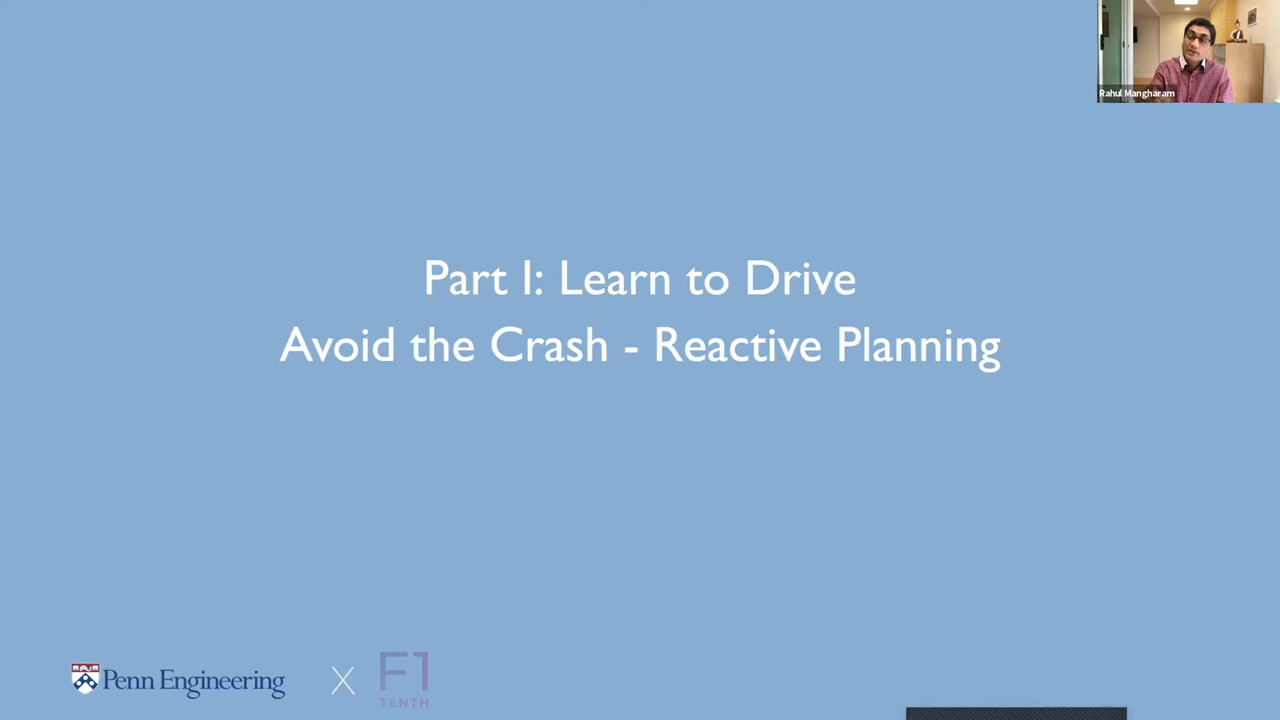 Rahul Mangharam
Part I: Learn to Drive
Avoid the Crash - Reactive Planning
Penn Engineering
X
F1
TENTH